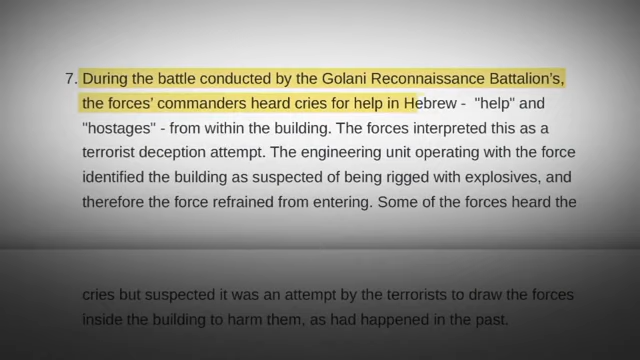 7. During the battle conducted by the Golani Reconnaissance Battalion's,
the forces' commanders heard cries for help in Hebrew - "help" and
"hostages" - from within the building. The forces interpreted this as a
terrorist deception attempt. The engineering unit operating with the force
identified the building as suspected of being rigged with explosives, and
therefore the force refrained from entering. Some of the forces heard the
cries but suspected it was an attempt by the terrorists to draw the forces
inside the building to harm them, as had happened in the past.